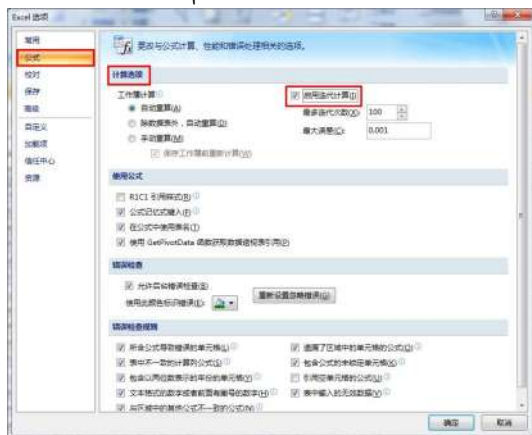 Excel 选项
常用
公式
校对
保存
高级
自定义
加载项
信任中心
资源
更改与公式计算、性能和错误处理相关的选项。
计算选项
工作簿计算
自动重算(A)
除数据表外，自动重算(D)
手动重算(M)
保存工作簿前重新计算(W)
启用迭代计算(I)
最多迭代次数(X): 100
最大误差(C): 0.001
使用公式
R1C1 引用样式(R)
公式记忆式键入(F)
在公式中使用表名(T)
使用 GetPivotData 函数获取数据透视表引用(P)
错误检查
允许后台错误检查(B)
使用此颜色标识错误(E):
重新设置忽略错误(G)
错误检查规则
所含公式导致错误的单元格(L)
表中不一致的计算列公式(S)
包含以两位数表示的年份的单元格(Y)
文本格式的数字或者前面有撇号的数字(H)
与区域中的其他公式不一致的公式(N)
遗漏了区域中的单元格的公式(O)
包含公式的未锁定单元格(K)
引用空单元格的公式(U)
表中输入的无效数据(V)
确定
取消